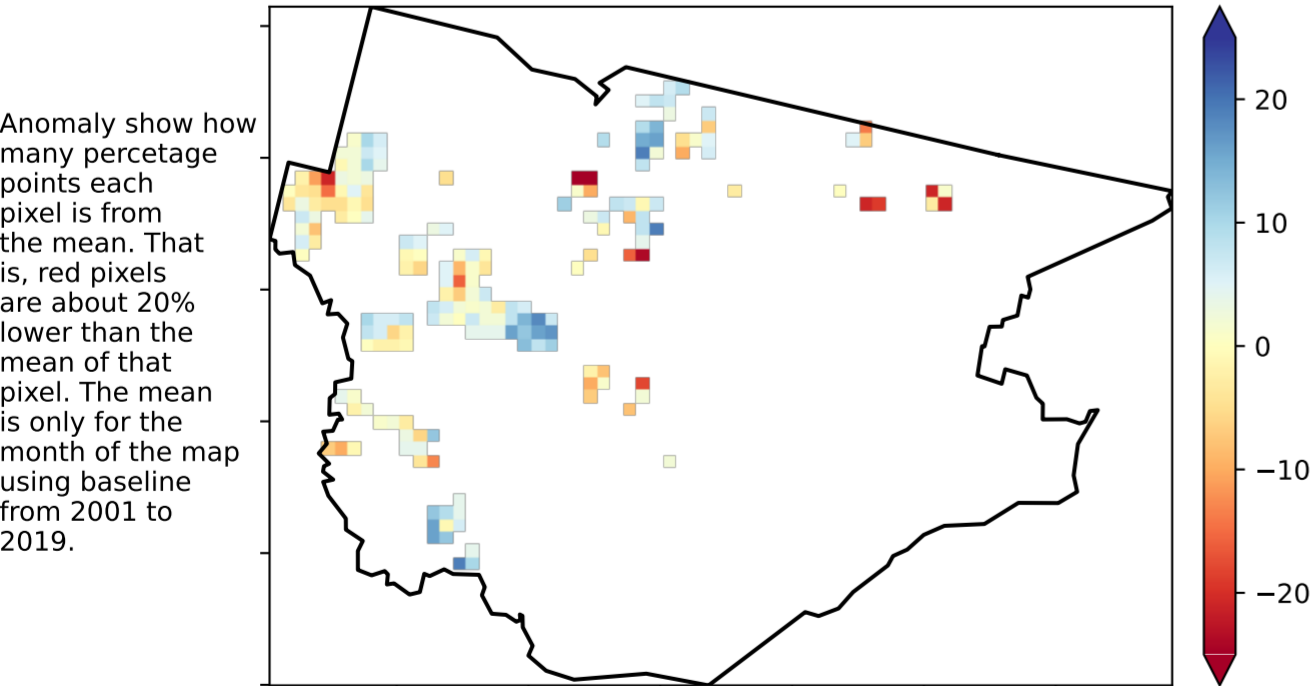 Anomaly show how
many percetage
points each
pixel is from
the mean. That
is, red pixels
are about 20%
lower than the
mean of that
pixel. The mean
is only for the
month of the map
using baseline
from 2001 to
2019.
20
10
0
−10
−20